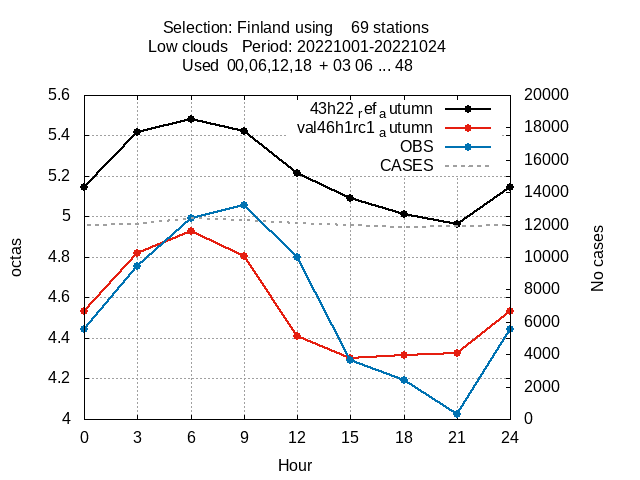 Selection: Finland using 69 stations
Low clouds Period: 20221001-20221024
Used 00,06,12,18 + 03 06 ... 48
43h22 ref autumn
val46h1rc1 autumn
OBS
CASES
octas
5.6
5.4
5.2
5
4.8
4.6
4.4
4.2
4
20000
18000
16000
14000
12000
10000
8000
6000
4000
2000
0
No cases
0 3 6 9 12 15 18 21 24
Hour